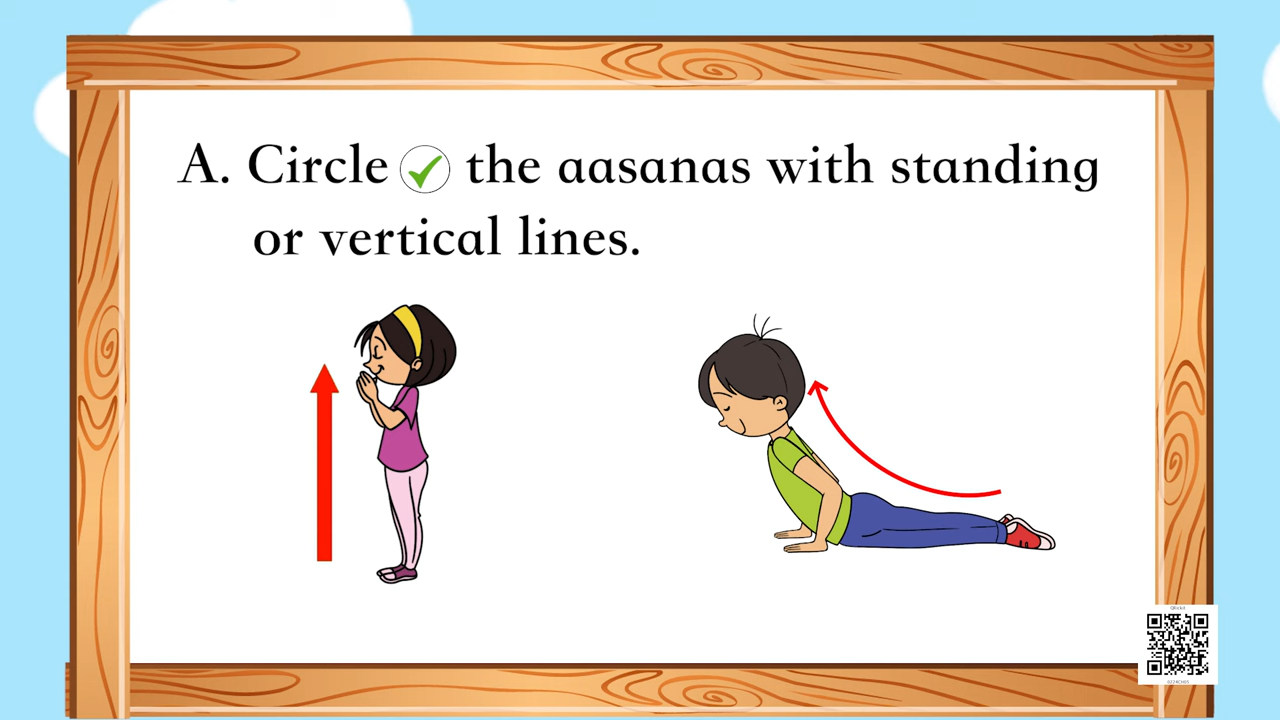 A. Circle the aasanas with standing
or vertical lines.